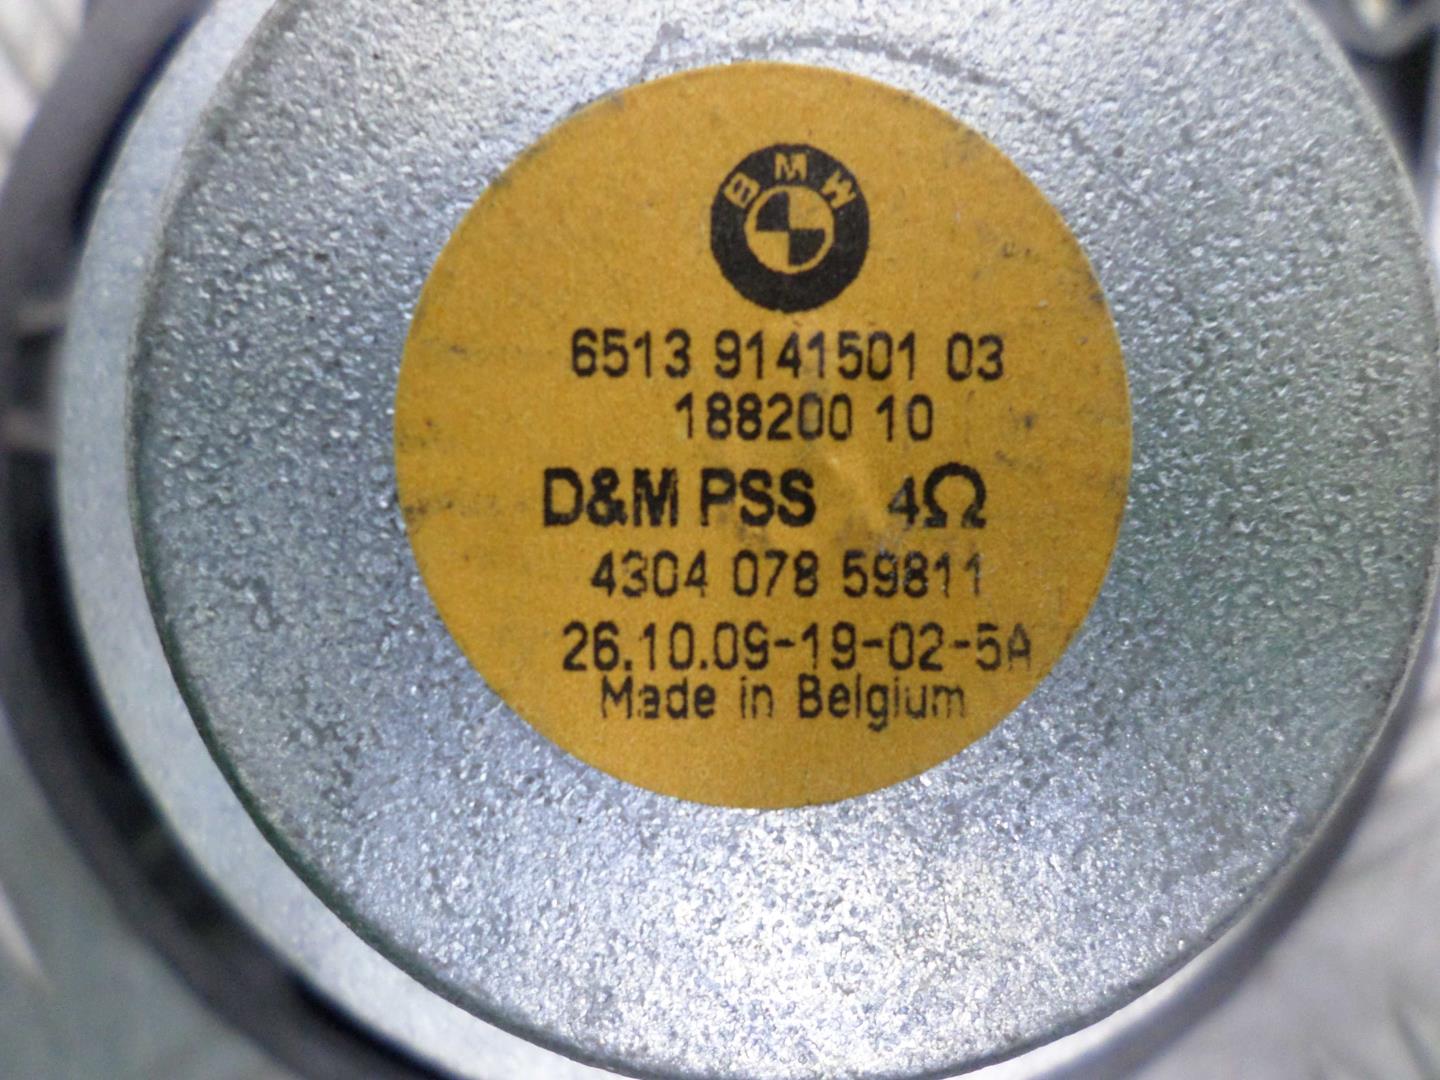 BMW
6513 9141501 03
188200 10
D&M PSS 4Ω
4304 078 59811
26.10.09-19-02-5A
Made in Belgium